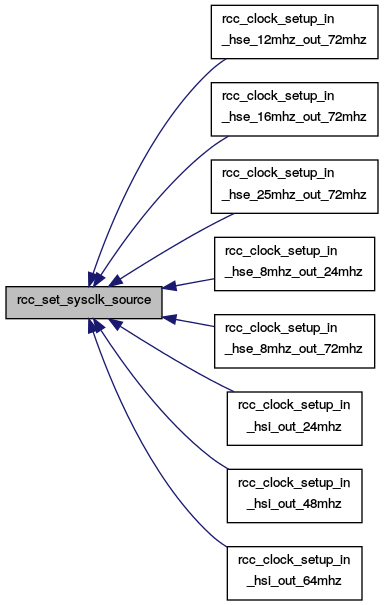 rcc_clock_setup_in
_hse_12mhz_out_72mhz
rcc_clock_setup_in
_hse_16mhz_out_72mhz
rcc_clock_setup_in
_hse_25mhz_out_72mhz
rcc_clock_setup_in
_hse_8mhz_out_24mhz
rcc_set_sysclk_source
rcc_clock_setup_in
_hse_8mhz_out_72mhz
rcc_clock_setup_in
_hsi_out_24mhz
rcc_clock_setup_in
_hsi_out_48mhz
rcc_clock_setup_in
_hsi_out_64mhz